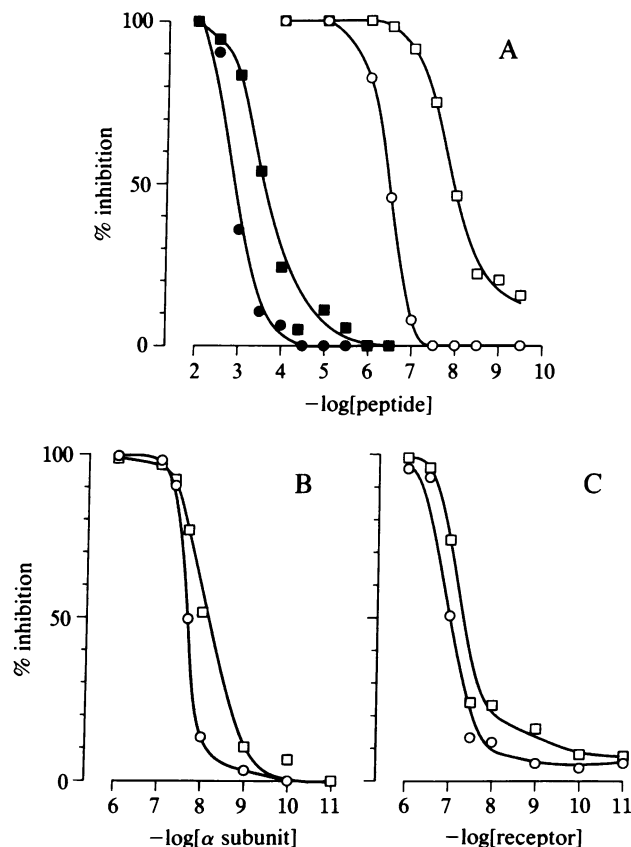 A
100
50
0
% inhibition
2 3 4 5 6 7 8 9 10
−log[peptide]
B
100
50
0
% inhibition
6 7 8 9 10 11
−log[α subunit]
C
6 7 8 9 10 11
−log[receptor]